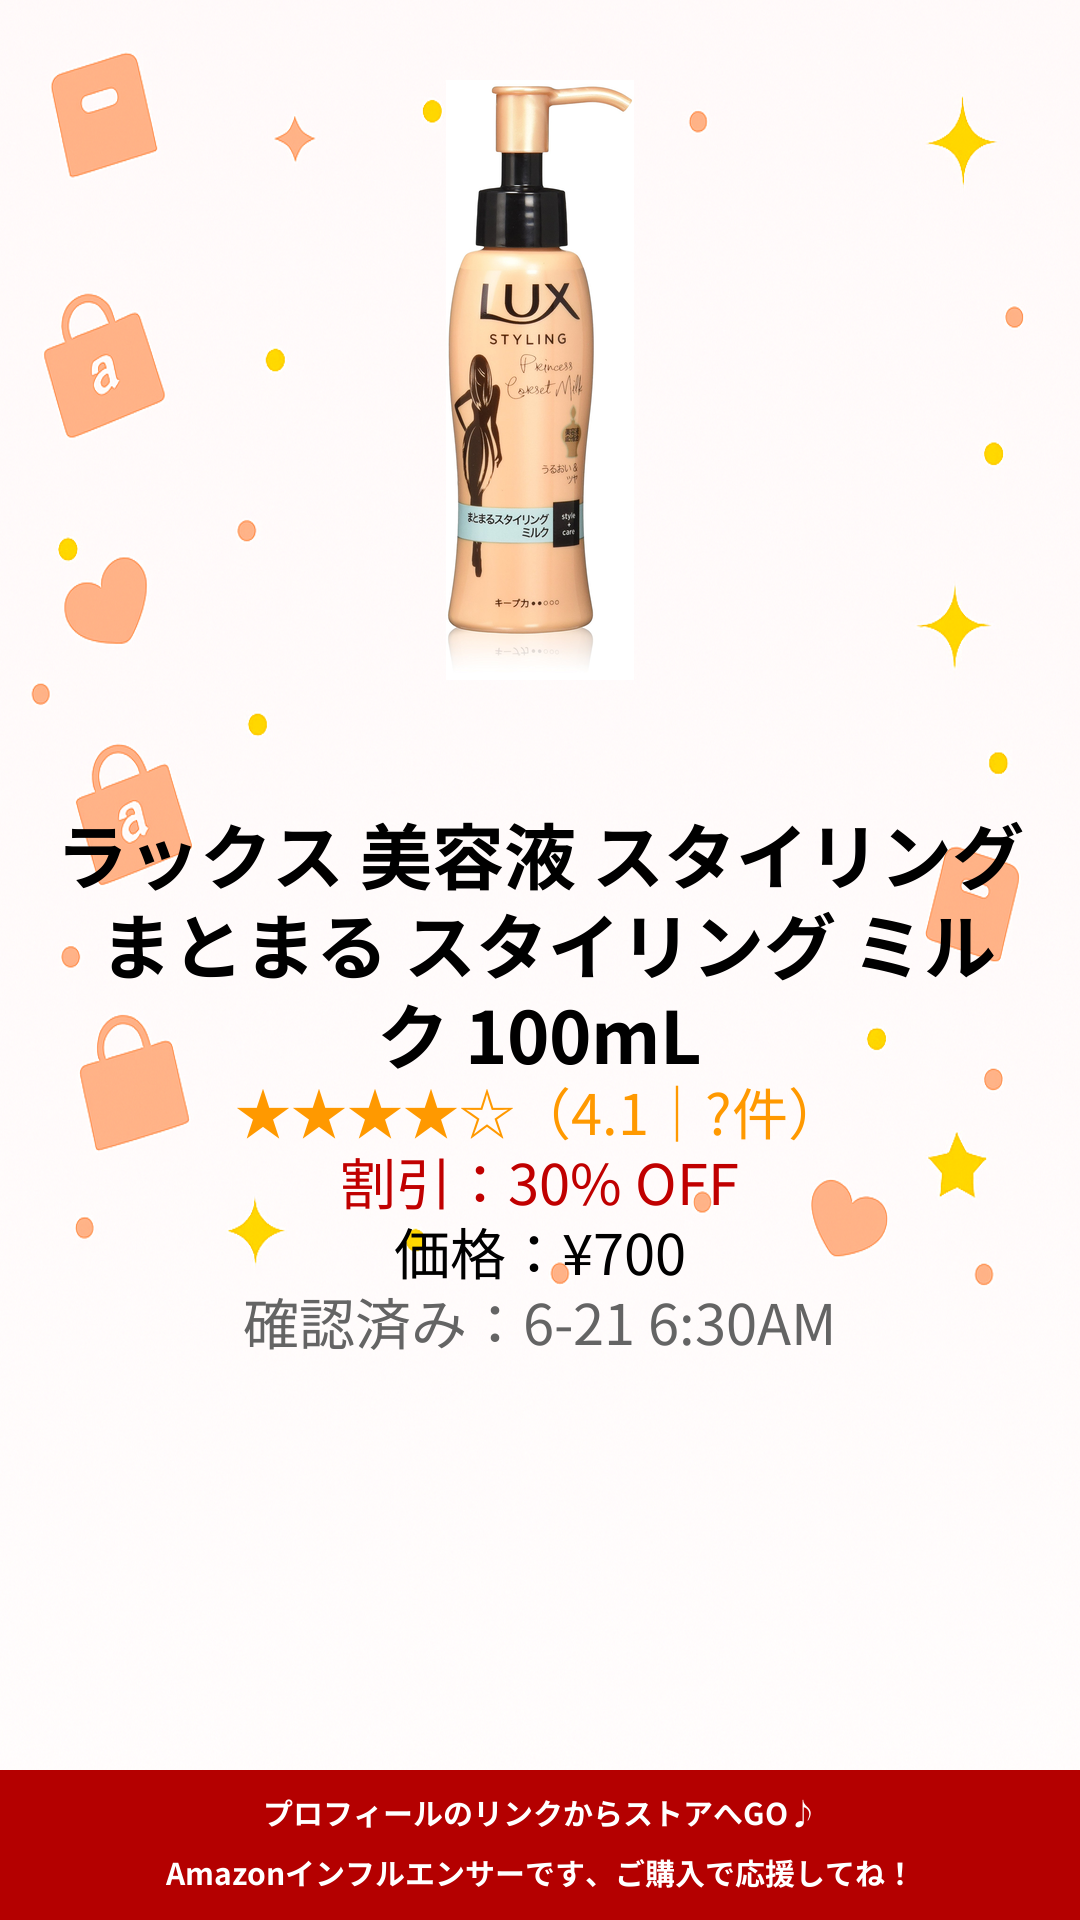 a
a
LUX
STYLING
Princess
Corset Milk
うるおい &
ツヤ
まとまるスタイリング
ミルク
style
+
care
キープ力●●○○○
ラックス 美容液 スタイリング
まとまる スタイリング ミル
ク 100mL
★★★★☆（4.1｜?件）
割引：30% OFF
価格：¥700
確認済み：6-21 6:30AM
プロフィールのリンクからストアへGO♪
Amazonインフルエンサーです、ご購入で応援してね！